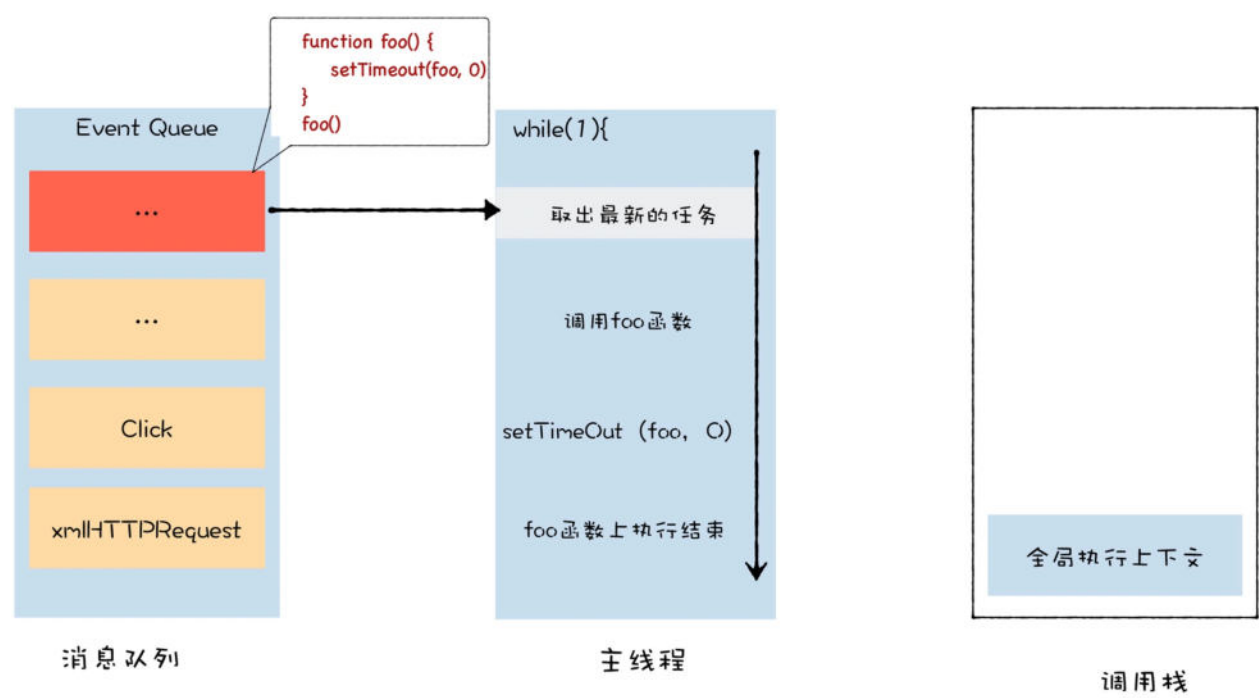 function foo() {
setTimeout(foo, 0)
}
foo()
Event Queue
...
...
Click
xmlHTTPRequest
消息队列
while(1){
取出最新的任务
调用foo函数
setTimeOut (foo, 0)
foo函数上执行结束
主线程
全局执行上下文
调用栈